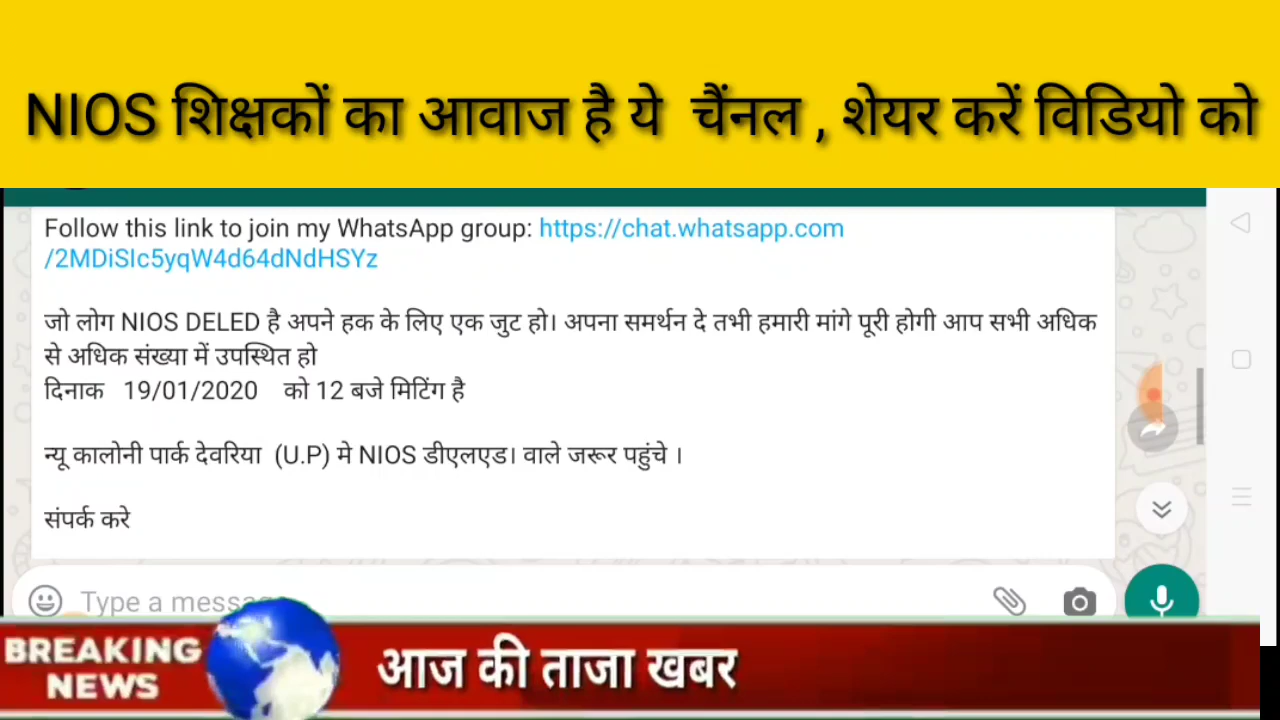 NIOS शिक्षकों का आवाज है ये चैंनल , शेयर करें विडियो को
Follow this link to join my WhatsApp group: https://chat.whatsapp.com
/2MDiSIc5yqW4d64dNdHSYz
जो लोग NIOS DELED है अपने हक के लिए एक जुट हो। अपना समर्थन दे तभी हमारी मांगे पूरी होगी आप सभी अधिक
से अधिक संख्या में उपस्थित हो
दिनाक 19/01/2020 को 12 बजे मिटिंग है
न्यू कालोनी पार्क देवरिया (U.P) मे NIOS डीएलएड। वाले जरूर पहुंचे ।
संपर्क करे
Type a message
BREAKING
NEWS
आज की ताजा खबर